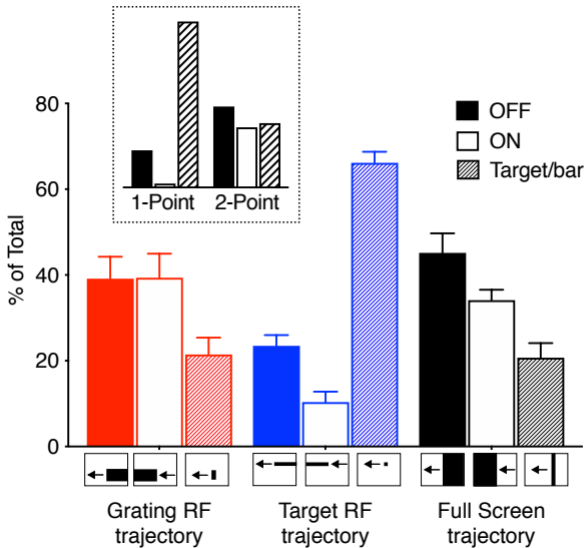 1-Point 2-Point
OFF
ON
Target/bar
% of Total
80
60
40
20
0
Grating RF
trajectory
Target RF
trajectory
Full Screen
trajectory